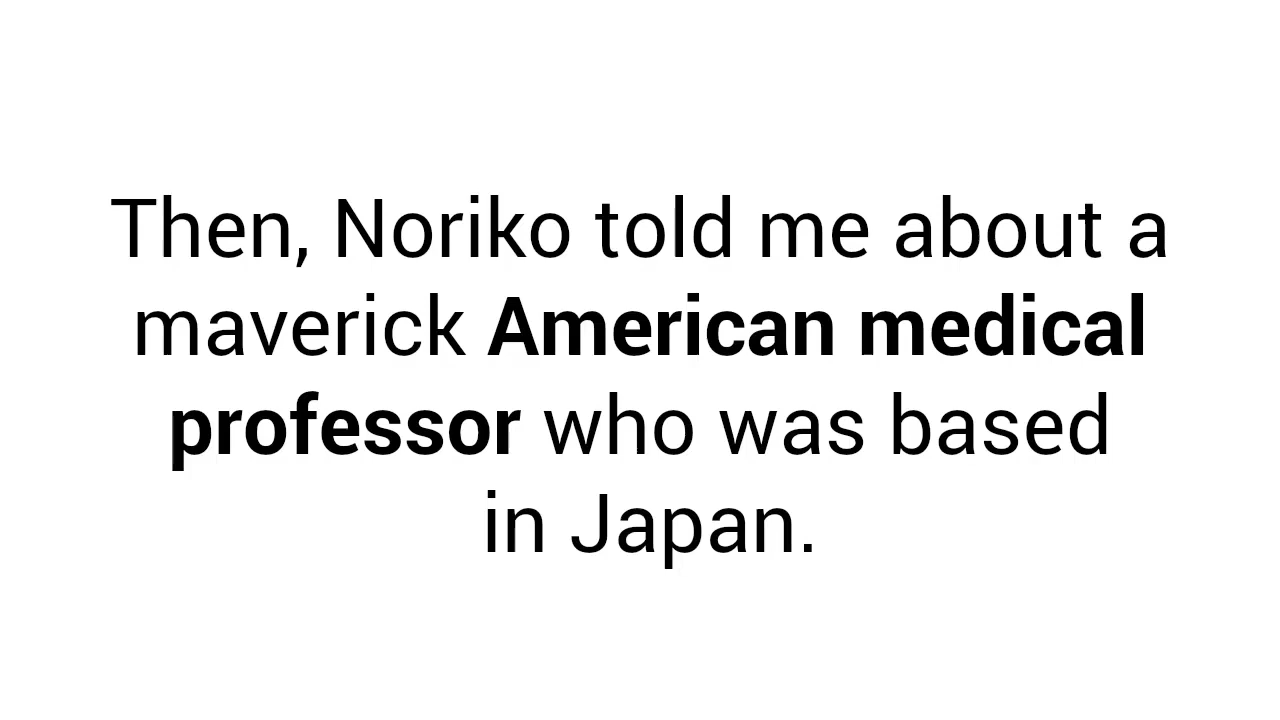 Then, Noriko told me about a
maverick American medical
professor who was based
in Japan.